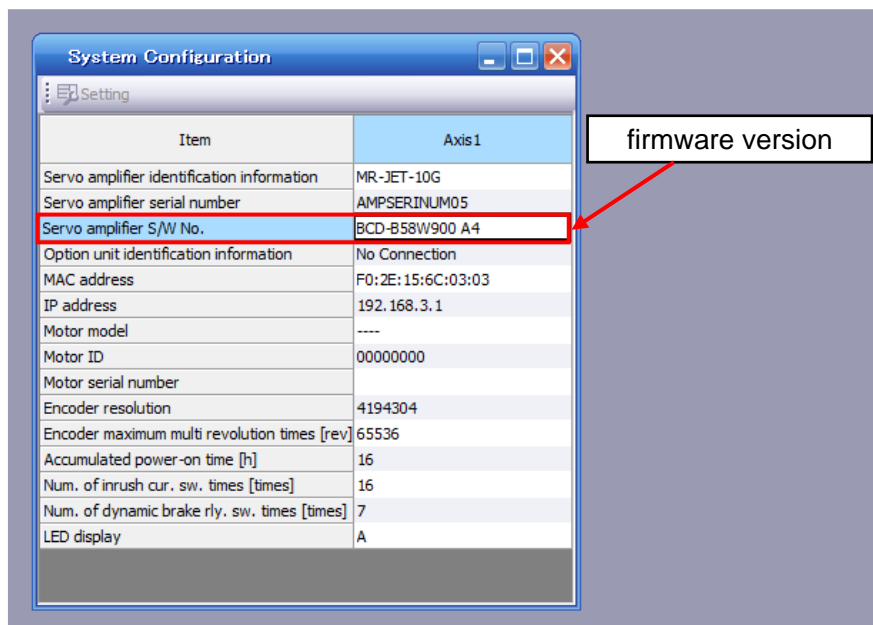 System Configuration
Setting
Item Axis1
firmware version
Servo amplifier identification information MR-JET-10G
Servo amplifier serial number AMPSERINUM05
Servo amplifier S/W No. BCD-B58W900 A4
Option unit identification information No Connection
MAC address F0:2E:15:6C:03:03
IP address 192.168.3.1
Motor model ----
Motor ID 00000000
Motor serial number
Encoder resolution 4194304
Encoder maximum multi revolution times [rev] 65536
Accumulated power-on time [h] 16
Num. of inrush cur. sw. times [times] 16
Num. of dynamic brake rly. sw. times [times] 7
LED display A